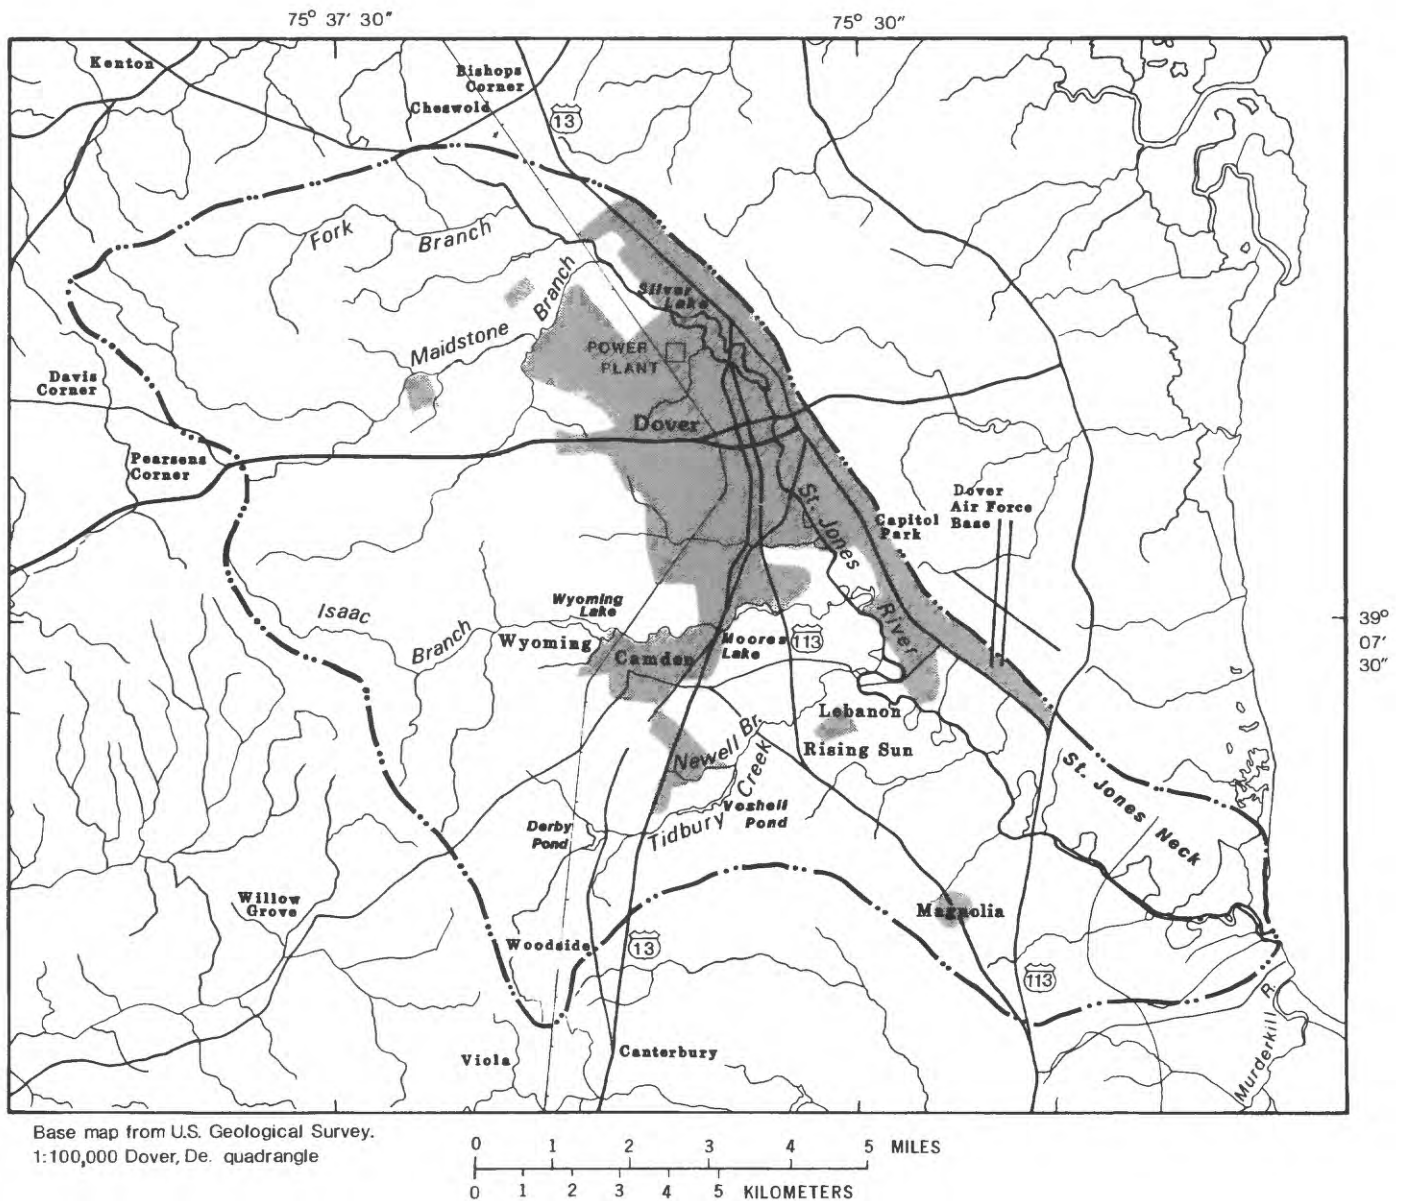 75° 37' 30"
75° 30"
Kenton
Bishops
Corner
Cheswold
13
Fork Branch
Maidstone Branch
Silver
Lake
POWER
PLANT
Davis
Corner
Dover
Pearsens
Corner
St. Jones River
Capitol
Park
Dover
Air Force
Base
Isaac Branch
Wyoming
Lake
Wyoming
Camden
Moores
Lake
113
39°
07'
30"
Lebanon
Rising Sun
Newell Br.
Tidbury Creek
Voshell
Pond
Derby
Pond
St. Jones Neck
Willow
Grove
Magnolia
Woodside
13
113
Viola
Canterbury
Murderkill R.
Base map from U.S. Geological Survey.
1:100,000 Dover, De. quadrangle
0 1 2 3 4 5 MILES
0 1 2 3 4 5 KILOMETERS